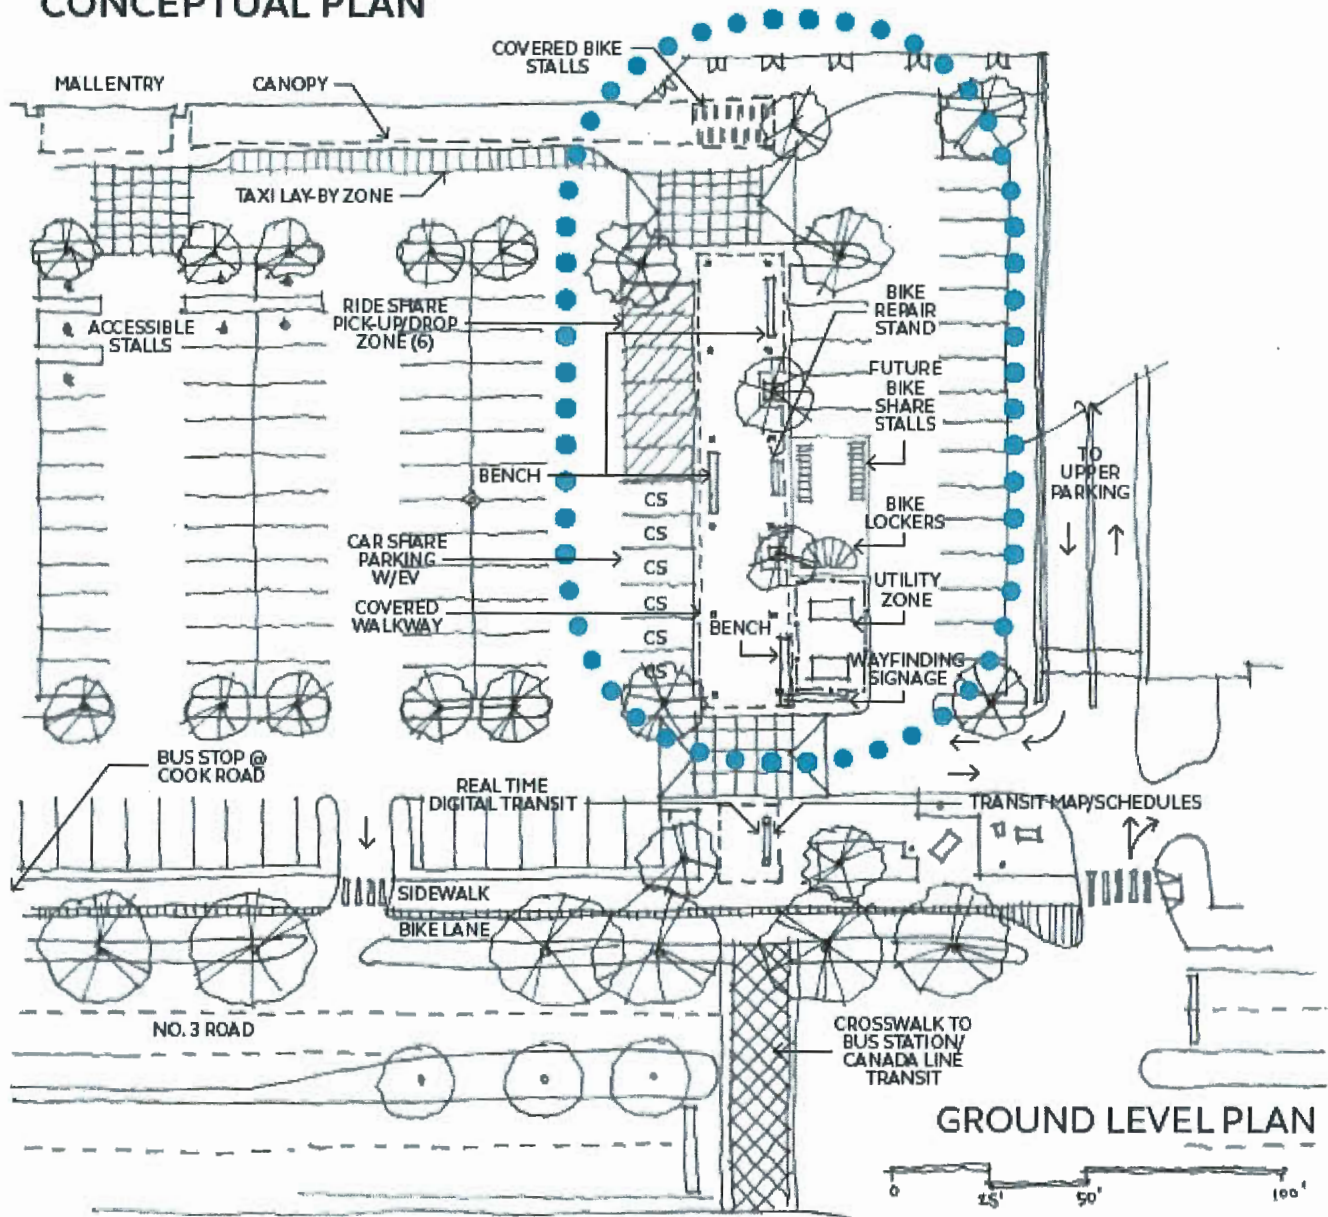 CONCEPTUAL PLAN
COVERED BIKE
STALLS
MALLENTRY
CANOPY
TAXI LAY-BY ZONE
RIDE SHARE
PICK-UP/DROP
ZONE (6)
ACCESSIBLE
STALLS
BIKE
REPAIR
STAND
FUTURE
BIKE
SHARE
STALLS
BENCH
TO
UPPER
PARKING
CS
BIKE
LOCKERS
CS
CAR SHARE
PARKING
W/EV
CS
UTILITY
ZONE
COVERED
WALKWAY
CS
BENCH
CS
WAYFINDING
SIGNAGE
CS
BUS STOP @
COOK ROAD
REAL TIME
DIGITAL TRANSIT
TRANSIT MAP/SCHEDULES
SIDEWALK
BIKE LANE
NO. 3 ROAD
CROSSWALK TO
BUS STATION/
CANADA LINE
TRANSIT
GROUND LEVEL PLAN
0 25' 50' 100'